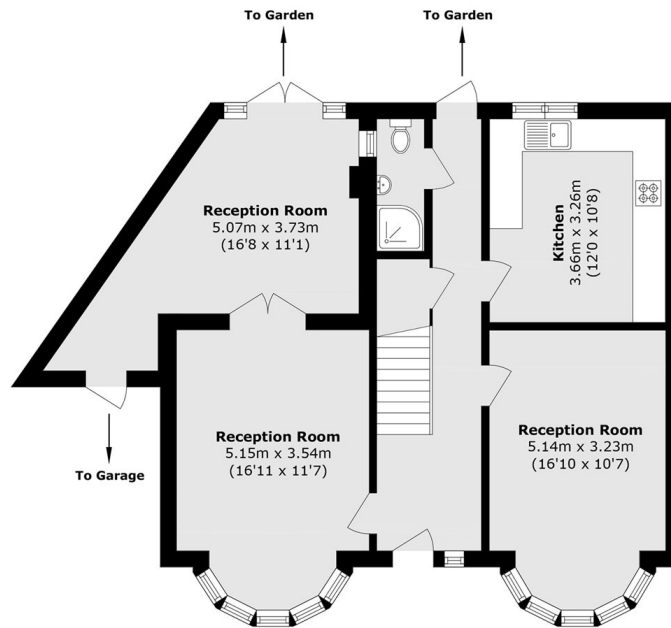 To Garden
To Garden
Reception Room
5.07m x 3.73m
(16'8 x 11'1)
Kitchen
3.66m x 3.26m
(12'0 x 10'8)
Reception Room
5.15m x 3.54m
(16'11 x 11'7)
Reception Room
5.14m x 3.23m
(16'10 x 10'7)
To Garage